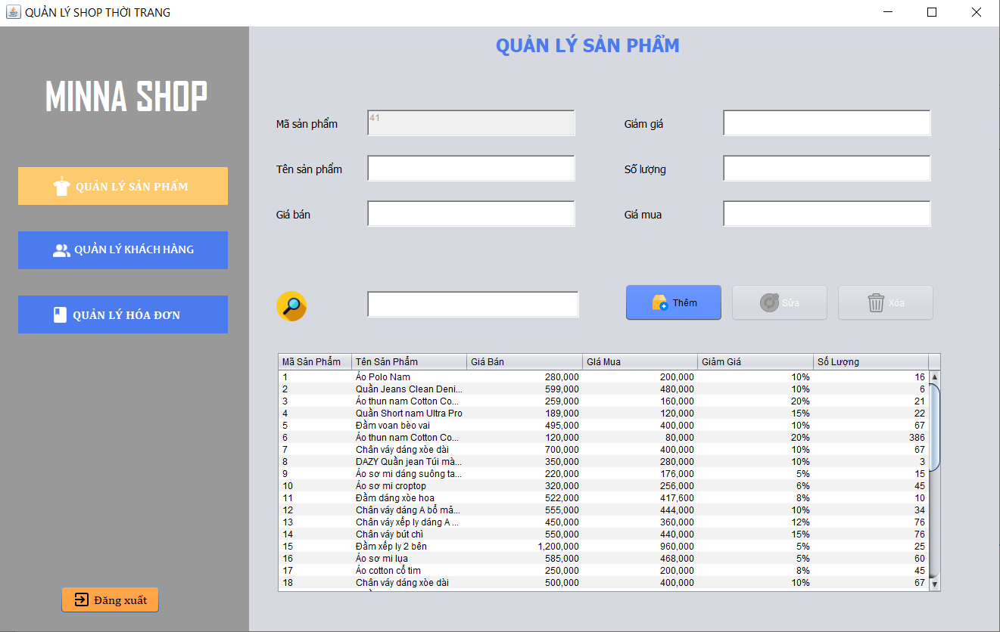 QUẢN LÝ SHOP THỜI TRANG
MINNA SHOP
QUẢN LÝ SẢN PHẨM
QUẢN LÝ KHÁCH HÀNG
QUẢN LÝ HÓA ĐƠN
Đăng xuất
QUẢN LÝ SẢN PHẨM
Mã sản phẩm 41 Giảm giá
Tên sản phẩm Số lượng
Giá bán Giá mua
Thêm Sửa Xóa
Mã Sản Phẩm Tên Sản Phẩm Giá Bán GIá Mua Giảm Giá Số Lượng
1 Áo Polo Nam 280,000 200,000 10% 16
2 Quần Jeans Clean Deni... 599,000 480,000 10% 6
3 Áo thun nam Cotton Co... 259,000 160,000 20% 21
4 Quần Short nam Ultra Pro 189,000 120,000 15% 22
5 Đầm voan bèo vai 495,000 400,000 10% 67
6 Áo thun nam Cotton Co... 120,000 80,000 20% 386
7 Chân váy dáng xòe dài 700,000 400,000 10% 67
8 DAZY Quần jean Túi mà... 350,000 280,000 10% 3
9 Áo sơ mi dáng suông ta... 220,000 176,000 5% 15
10 Áo sơ mi croptop 320,000 256,000 6% 45
11 Đầm dáng xòe hoa 522,000 417,600 8% 10
12 Chân váy dáng A bổ mả... 555,000 444,000 10% 34
13 Chân váy xếp ly dáng A ... 450,000 360,000 12% 76
14 Chân váy bút chì 550,000 440,000 15% 76
15 Đầm xếp ly 2 bên 1,200,000 960,000 5% 25
16 Áo sơ mi lụa 585,000 468,000 5% 60
17 Áo cotton cổ tim 250,000 200,000 8% 45
18 Chân váy dáng xòe dài 500,000 400,000 10% 67